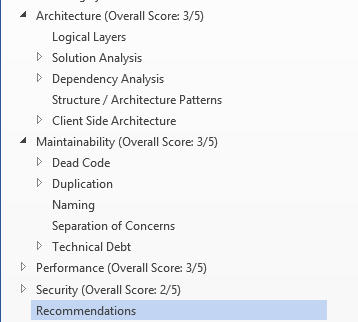 Architecture (Overall Score: 3/5)
Logical Layers
Solution Analysis
Dependency Analysis
Structure / Architecture Patterns
Client Side Architecture
Maintainability (Overall Score: 3/5)
Dead Code
Duplication
Naming
Separation of Concerns
Technical Debt
Performance (Overall Score: 3/5)
Security (Overall Score: 2/5)
Recommendations